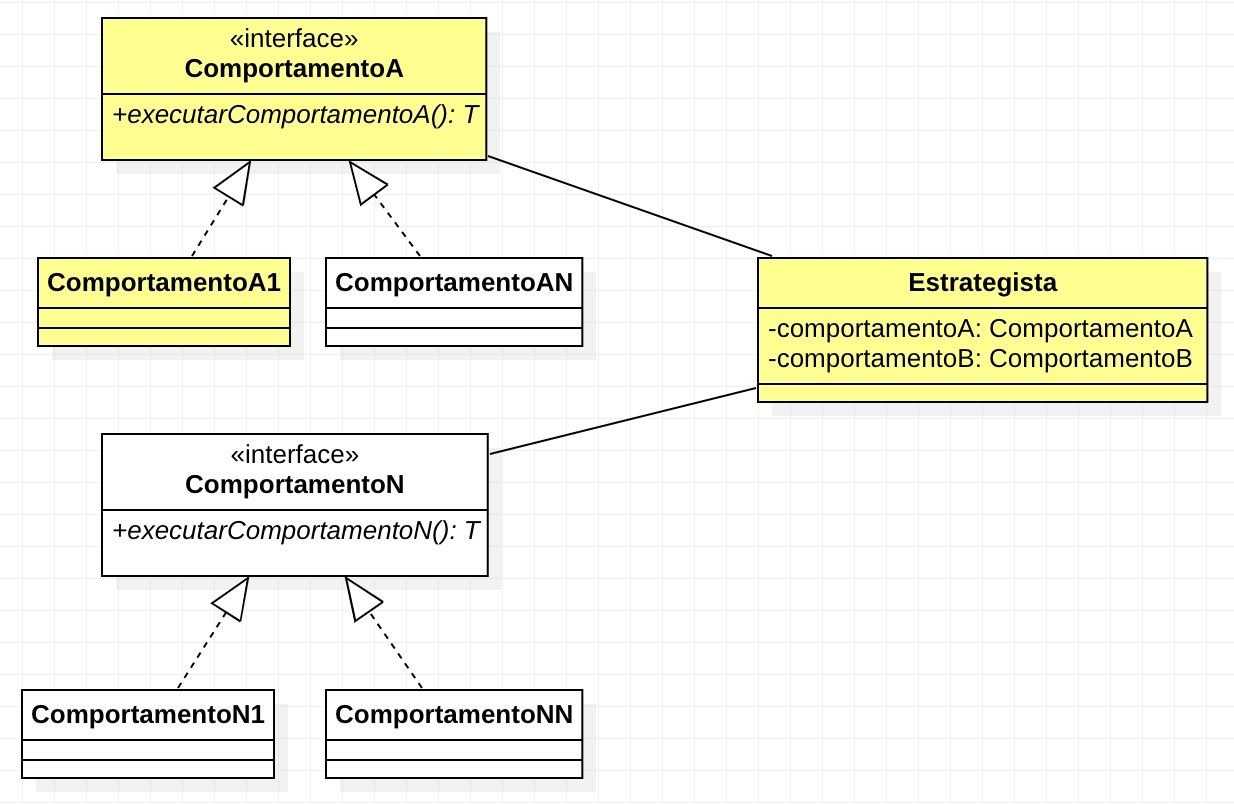 «interface»
ComportamentoA
+executarComportamentoA(): T
ComportamentoA1
ComportamentoAN
Estrategista
-comportamentoA: ComportamentoA
-comportamentoB: ComportamentoB
«interface»
ComportamentoN
+executarComportamentoN(): T
ComportamentoN1
ComportamentoNN